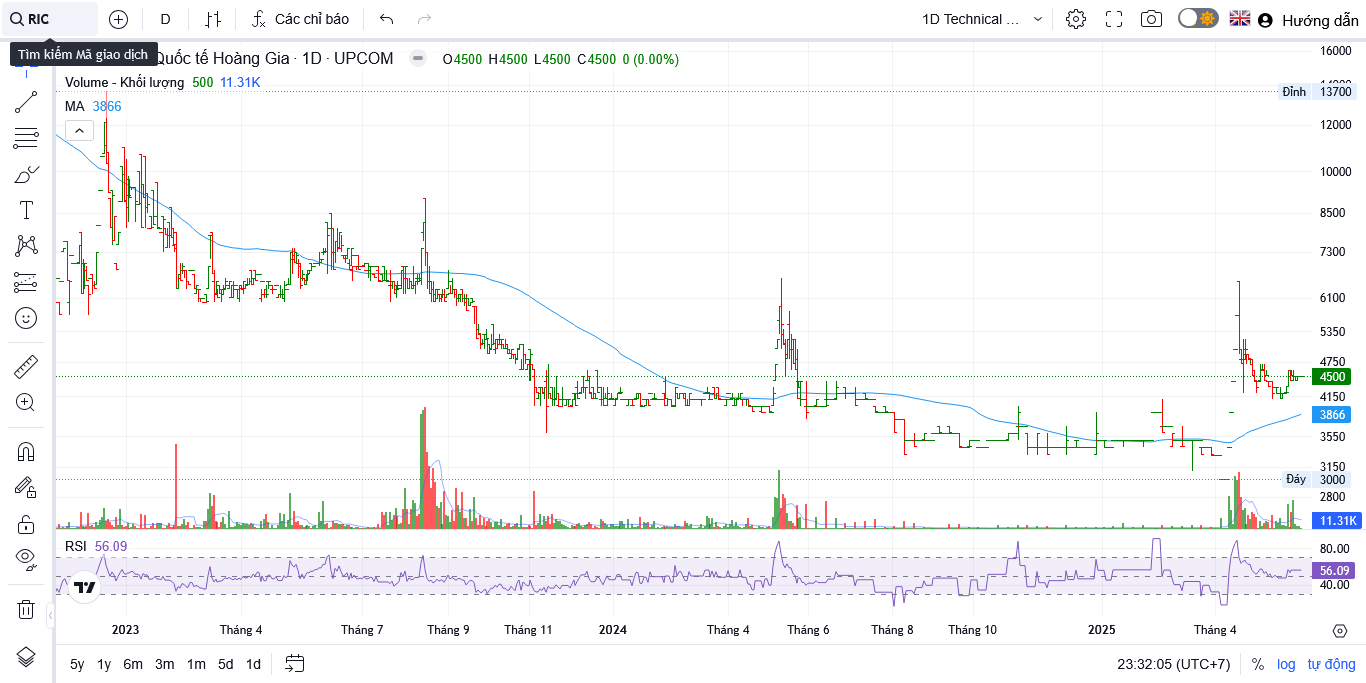 RIC
D
Các chỉ báo
1D Technical ...
Hướng dẫn
Tìm kiếm Mã giao dịch
Quốc tế Hoàng Gia · 1D · UPCOM
O4500 H4500 L4500 C4500 0 (0.00%)
Volume - Khối lượng 500 11.31K
MA 3866
16000
Đỉnh 13700
12000
10000
8500
7300
6100
5350
4750
4500
4150
3866
3550
3150
Đáy 3000
2800
11.31K
RSI 56.09
80.00
56.09
40.00
2023 Tháng 4 Tháng 7 Tháng 9 Tháng 11 2024 Tháng 4 Tháng 6 Tháng 8 Tháng 10 2025 Tháng 4
5y 1y 6m 3m 1m 5d 1d
23:32:05 (UTC+7) % log tự động